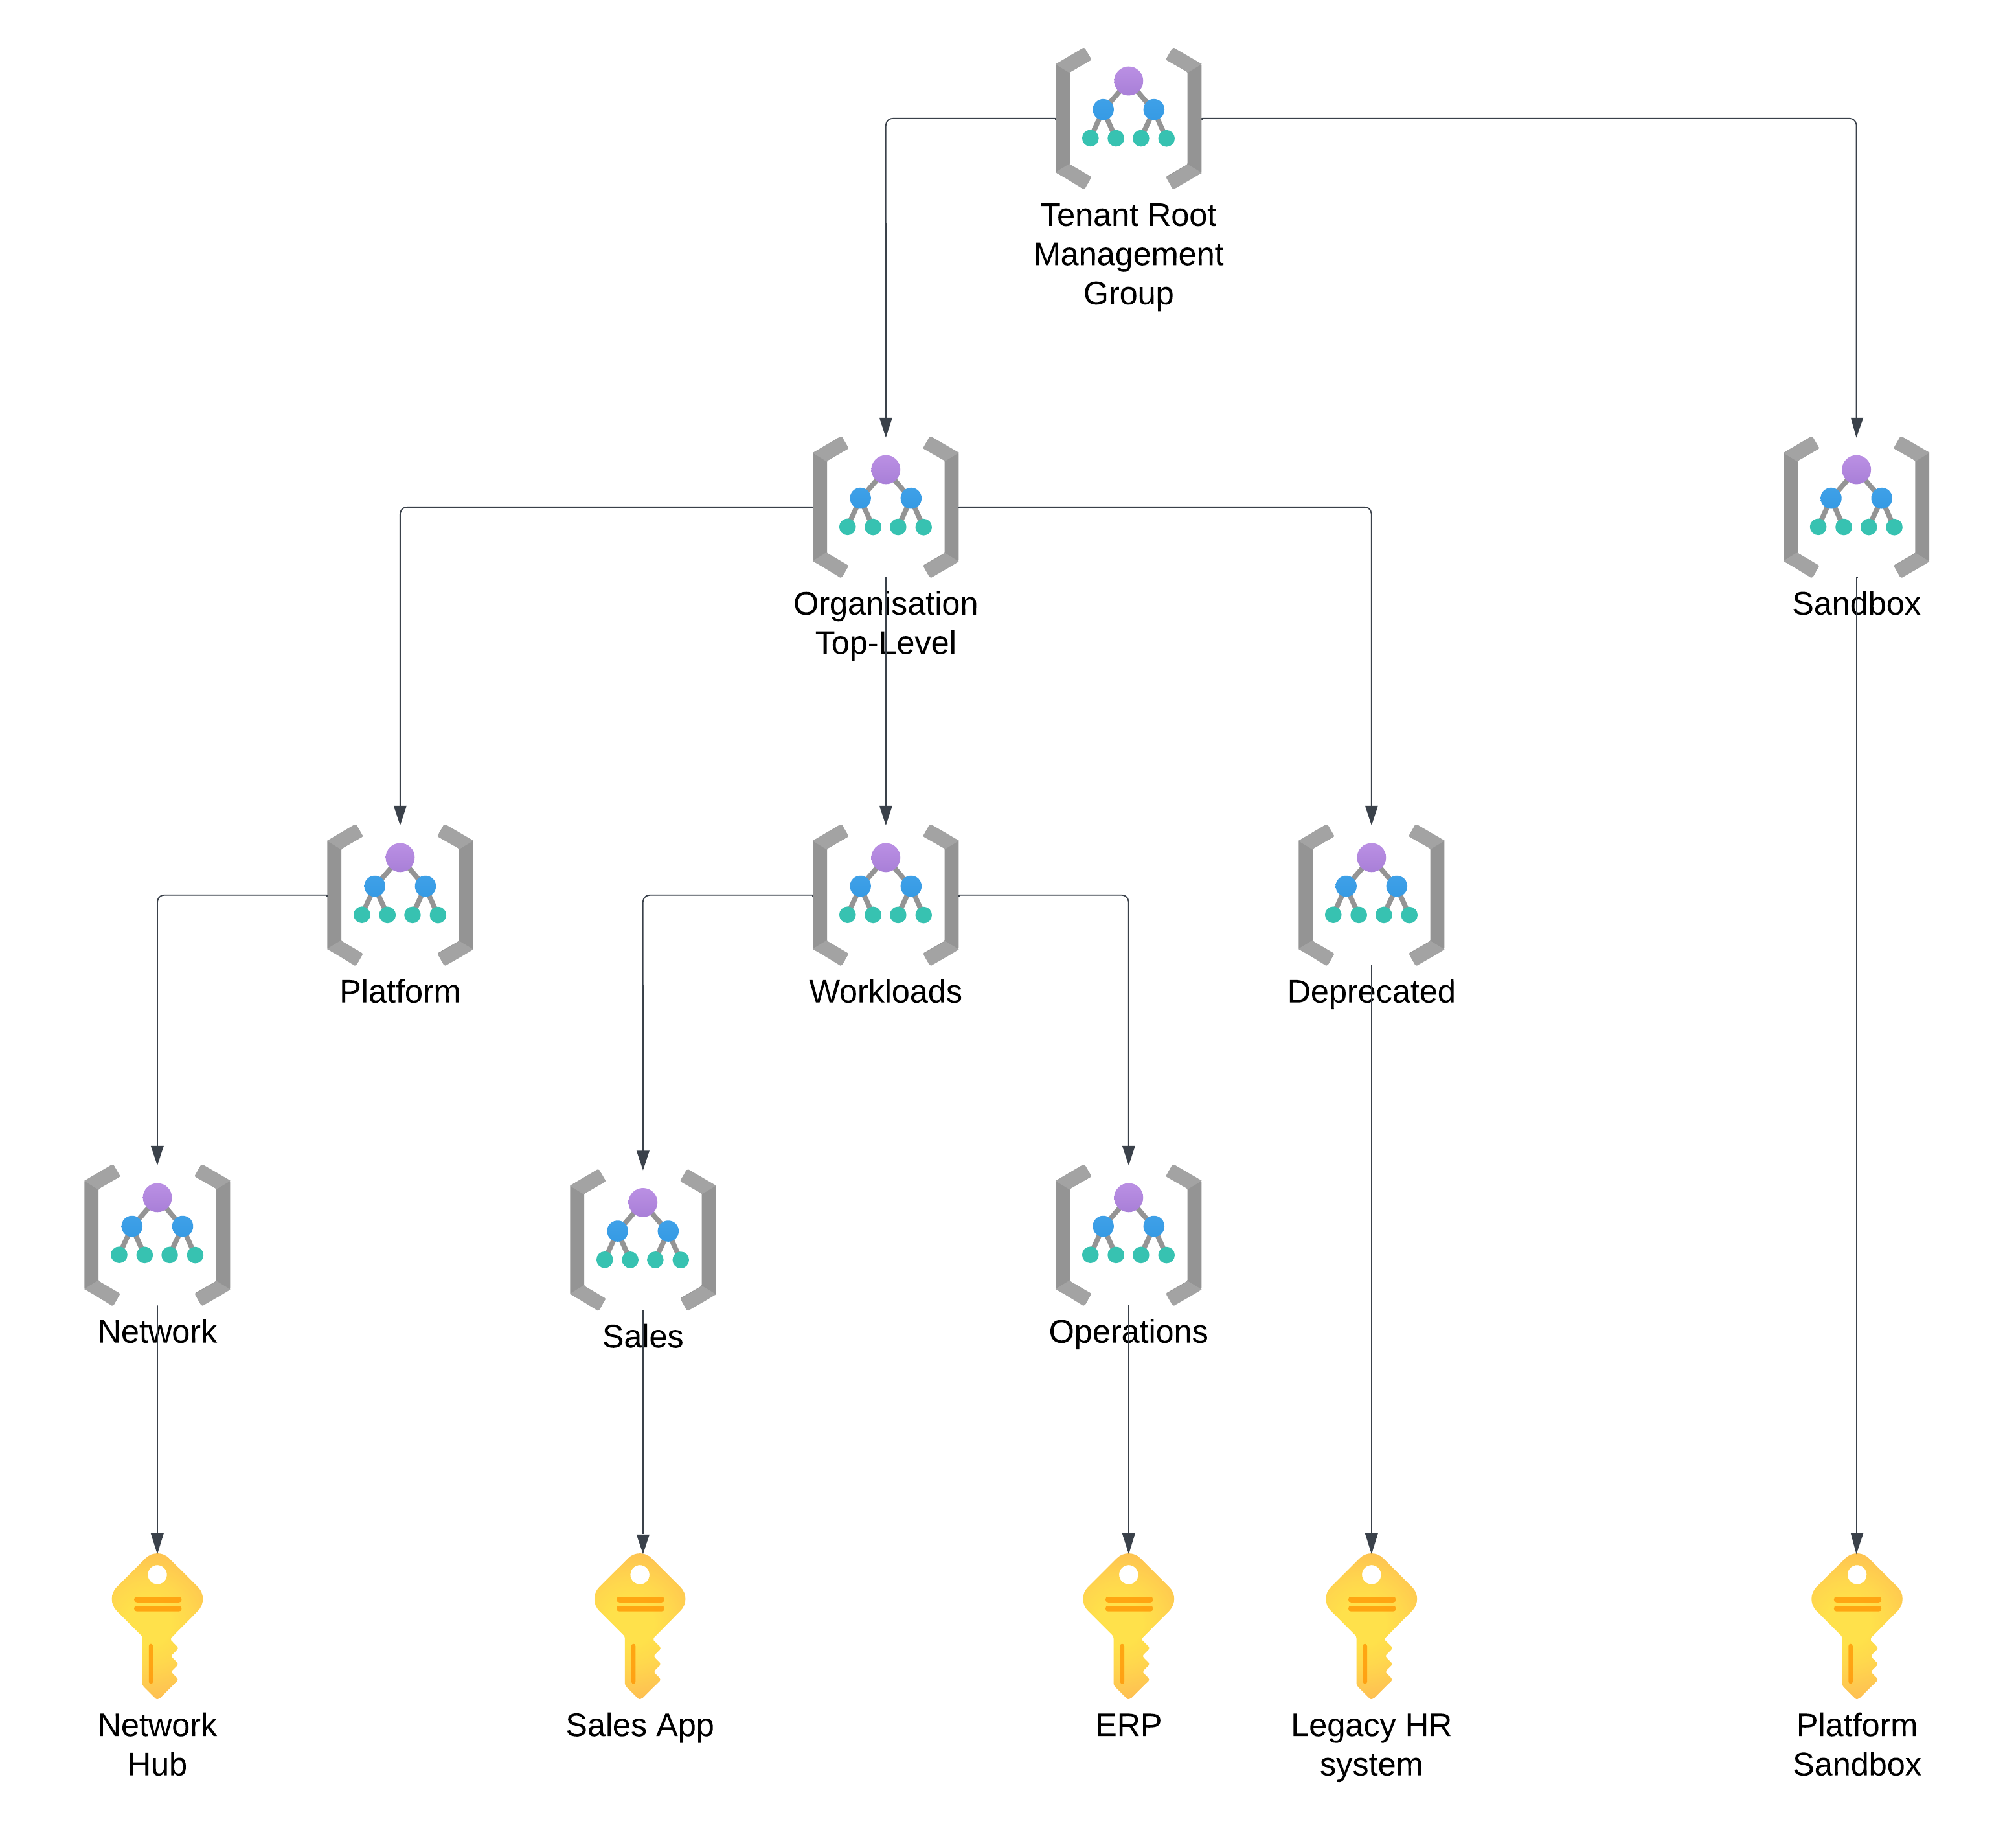 Tenant Root
Management
Group
Organisation
Top-Level
Sandbox
Platform
Workloads
Deprecated
Network
Sales
Operations
Network
Hub
Sales App
ERP
Legacy HR
system
Platform
Sandbox